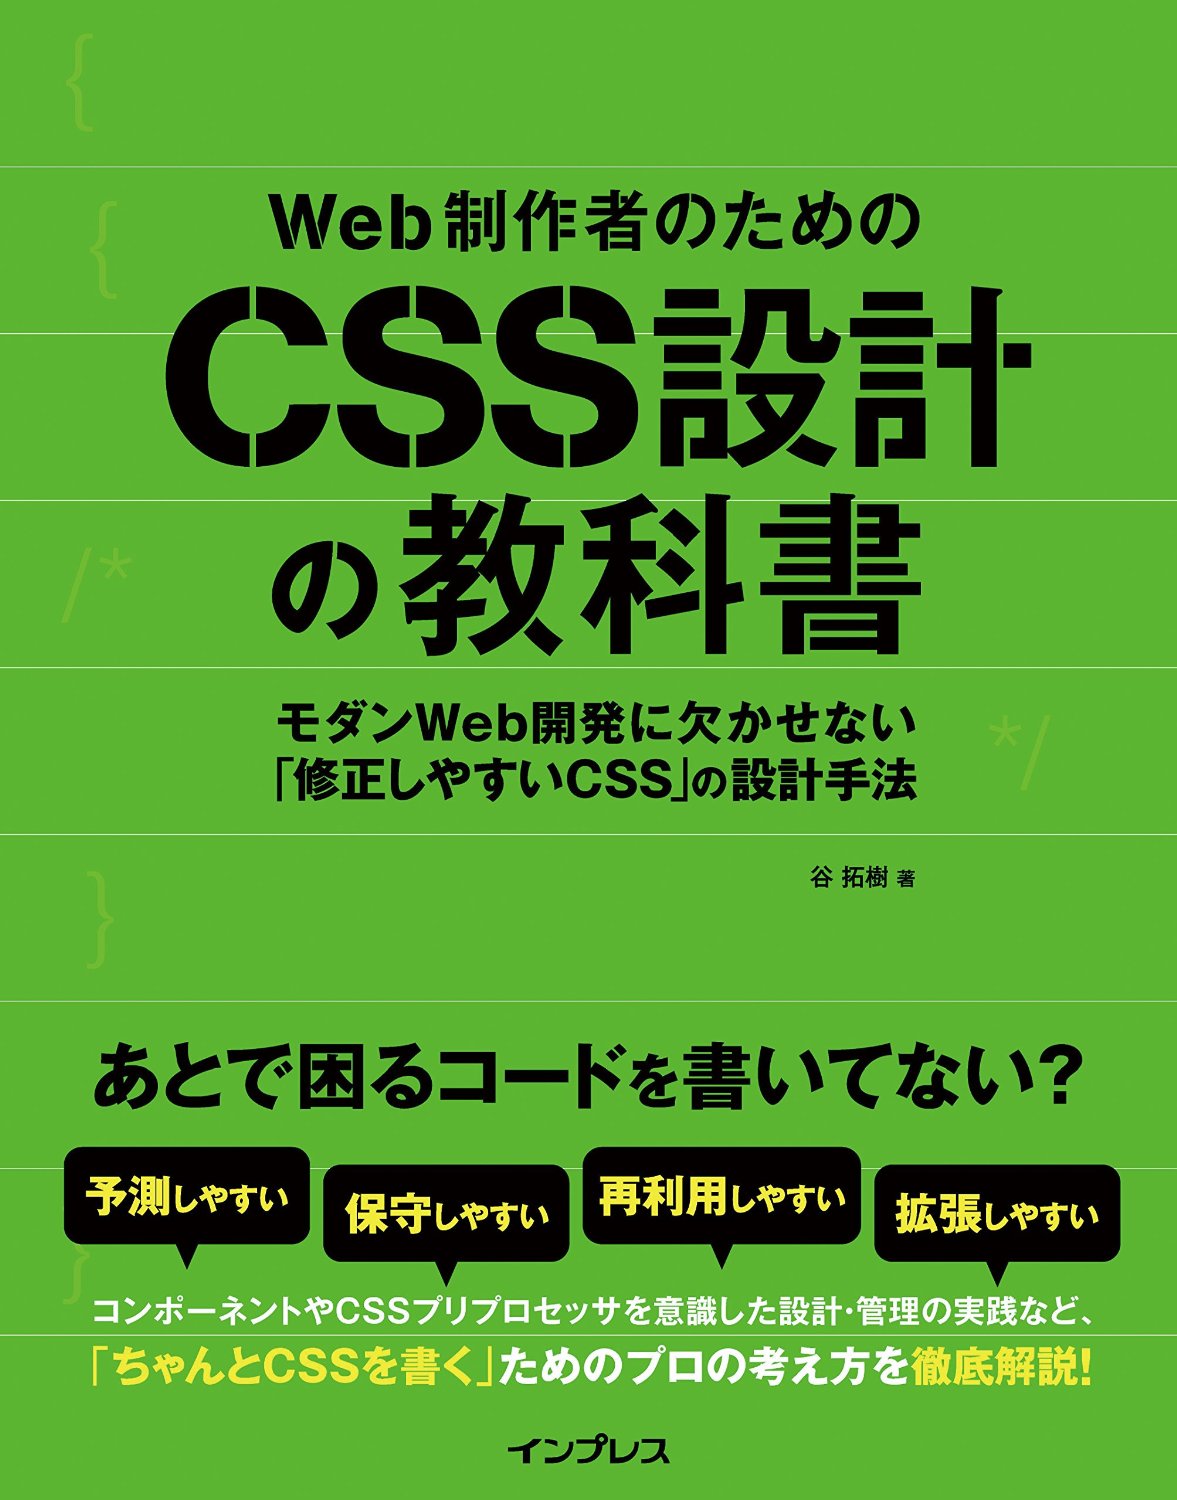 {
{
Web制作者のための
CSS設計
の教科書
/*
モダンWeb開発に欠かせない
「修正しやすいCSS」の設計手法
*/
谷 拓樹 著
}
あとで困るコードを書いてない?
予測しやすい
保守しやすい
再利用しやすい
拡張しやすい
}
コンポーネントやCSSプリプロセッサを意識した設計・管理の実践など、
「ちゃんとCSSを書く」ためのプロの考え方を徹底解説!
インプレス